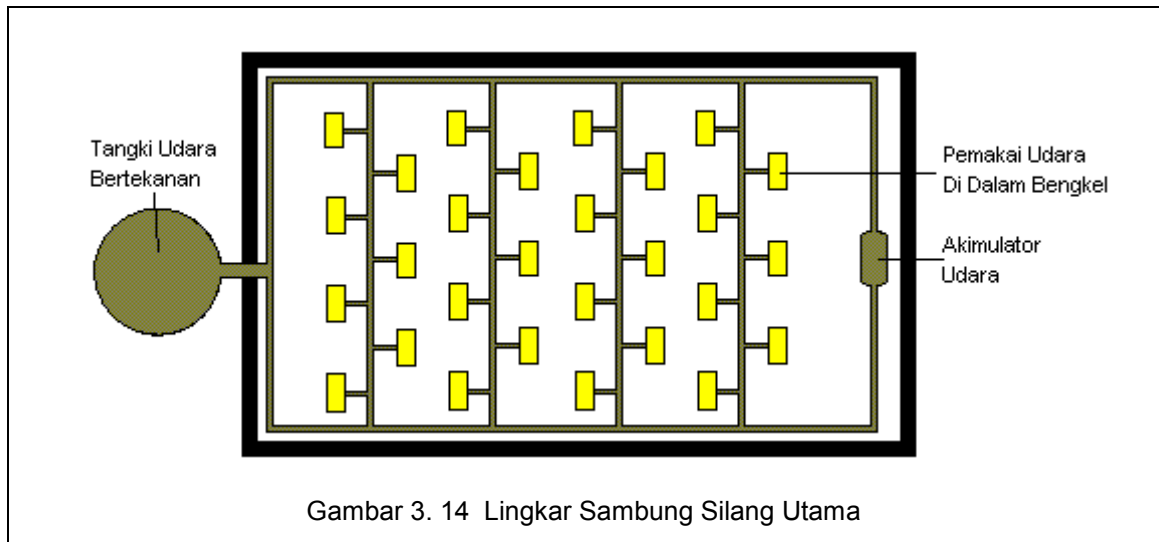 Tangki Udara
Bertekanan
Pemakai Udara
Di Dalam Bengkel
Akimulator
Udara
Gambar 3. 14 Lingkar Sambung Silang Utama